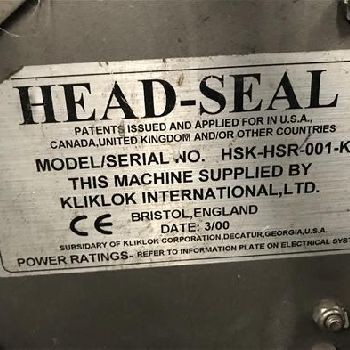 HEAD-SEAL
PATENTS ISSUED AND APPLIED FOR IN U.S.A.,
CANADA,UNITED KINGDOM AND/OR OTHER COUNTRIES
MODEL/SERIAL NO. HSK-HSR-001-K
THIS MACHINE SUPPLIED BY
KLIKLOK INTERNATIONAL,LTD.
CE BRISTOL,ENGLAND
DATE: 3/00
SUBSIDARY OF KLIKLOK CORPORATION,DECATUR,GEORGIA,U.S.A.
POWER RATINGS- REFER TO INFORMATION PLATE ON ELECTRICAL SYST